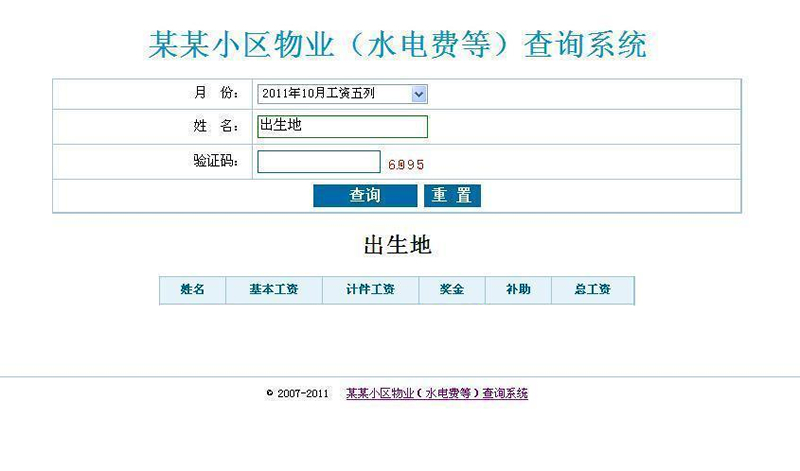 某某小区物业（水电费等）查询系统
月 份： 2011年10月工资五列
姓 名： 出生地
验证码： 6995
查询 重 置
出生地
姓名 基本工资 计件工资 奖金 补助 总工资
© 2007-2011 某某小区物业（水电费等）查询系统